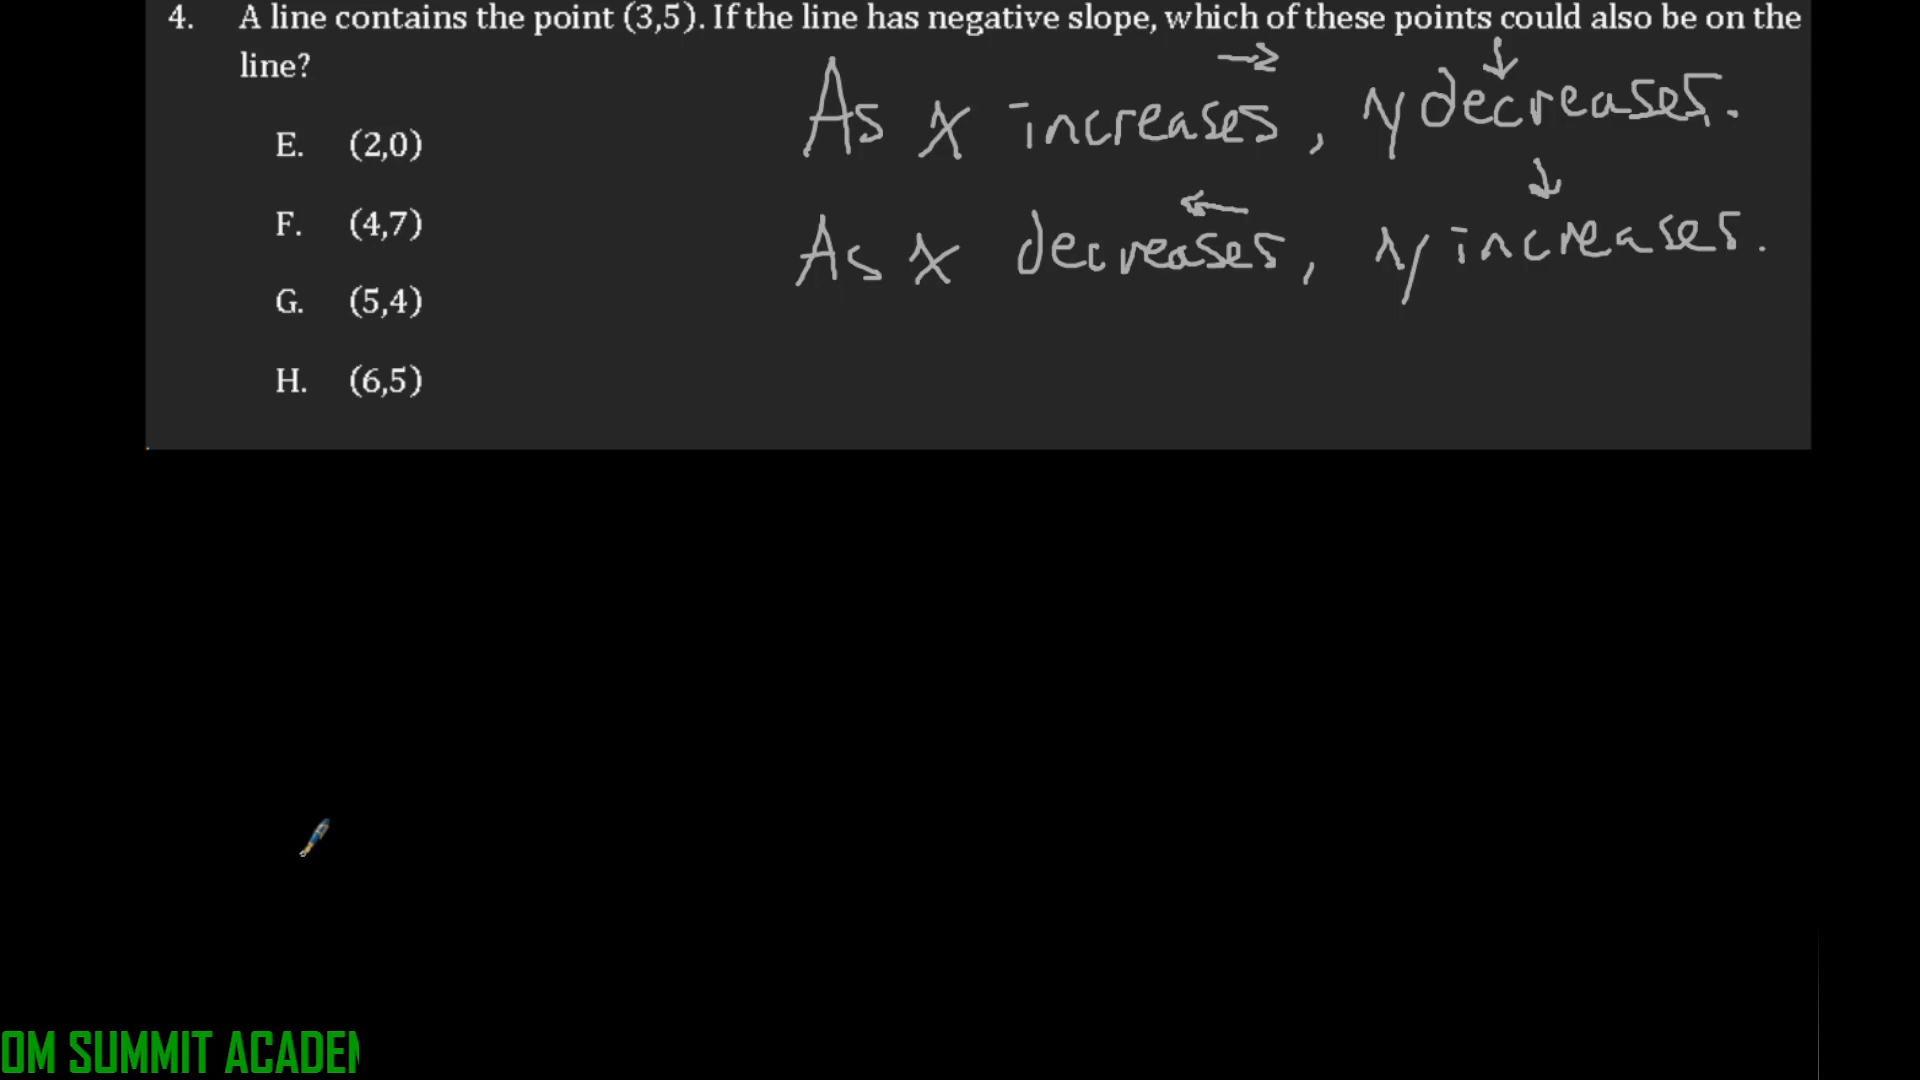 4. A line contains the point (3,5). If the line has negative slope, which of these points could also be on the
line?
As x increases, y decreases.
E. (2,0)
F. (4,7)
As x decreases, y increases.
G. (5,4)
H. (6,5)
OM SUMMIT ACADEM